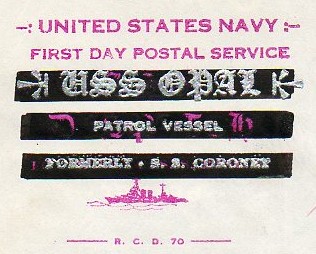 -: UNITED STATES NAVY :-
FIRST DAY POSTAL SERVICE
USS OPAL
PATROL VESSEL
FORMERLY - S. S. CORONET
R. C. D. 70